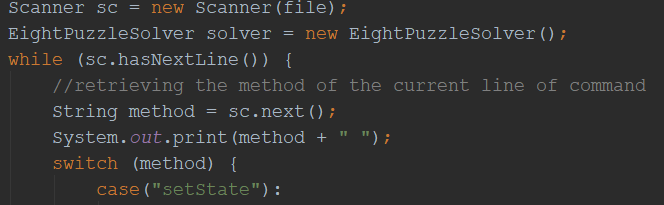 Scanner sc = new Scanner(file);
EightPuzzleSolver solver = new EightPuzzleSolver();
while (sc.hasNextLine()) {
//retrieving the method of the current line of command
String method = sc.next();
System.out.print(method + " ");
switch (method) {
case("setState"):